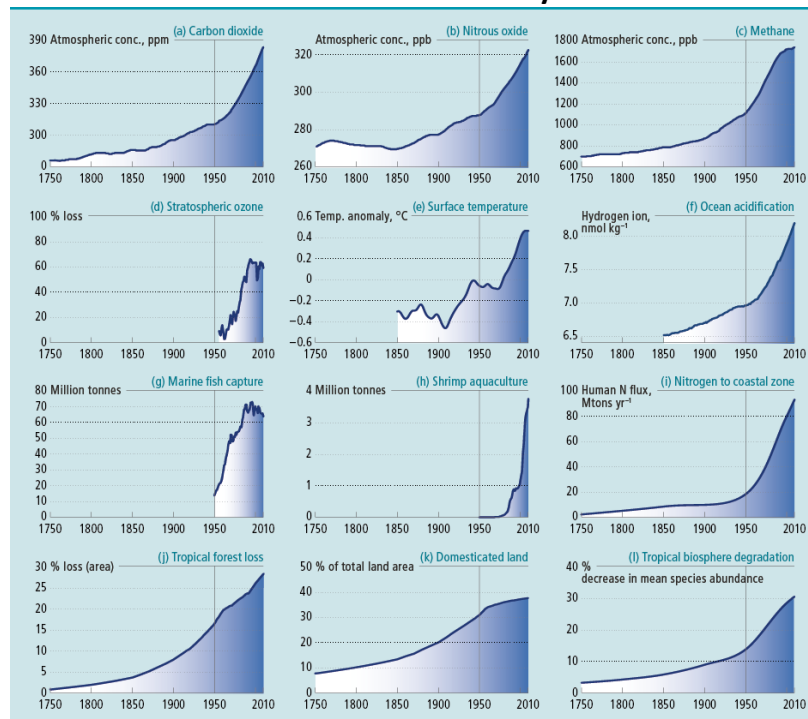 (a) Carbon dioxide
390 Atmospheric conc., ppm
360
330
300
0
1750 1800 1850 1900 1950 2010
(b) Nitrous oxide
Atmospheric conc., ppb
320
300
280
260
1750 1800 1850 1900 1950 2010
(c) Methane
1800 Atmospheric conc., ppb
1600
1400
1200
1000
800
600
1750 1800 1850 1900 1950 2010
(d) Stratospheric ozone
100 % loss
80
60
40
20
0
1750 1800 1850 1900 1950 2010
(e) Surface temperature
0.6 Temp. anomaly, °C
0.4
0.2
0
−0.2
−0.4
−0.6
1750 1800 1850 1900 1950 2010
(f) Ocean acidification
Hydrogen ion,
nmol kg⁻¹
8.0
7.5
7.0
6.5
1750 1800 1850 1900 1950 2010
(g) Marine fish capture
80 Million tonnes
70
60
50
40
30
20
10
0
1750 1800 1850 1900 1950 2010
(h) Shrimp aquaculture
4 Million tonnes
3
2
1
0
1750 1800 1850 1900 1950 2010
(i) Nitrogen to coastal zone
100 Human N flux,
Mtons yr⁻¹
80
60
40
20
0
1750 1800 1850 1900 1950 2010
(j) Tropical forest loss
30 % loss (area)
25
20
15
10
5
0
1750 1800 1850 1900 1950 2010
(k) Domesticated land
50 % of total land area
40
30
20
10
0
1750 1800 1850 1900 1950 2010
(l) Tropical biosphere degradation
40 %
decrease in mean species abundance
30
20
10
0
1750 1800 1850 1900 1950 2010